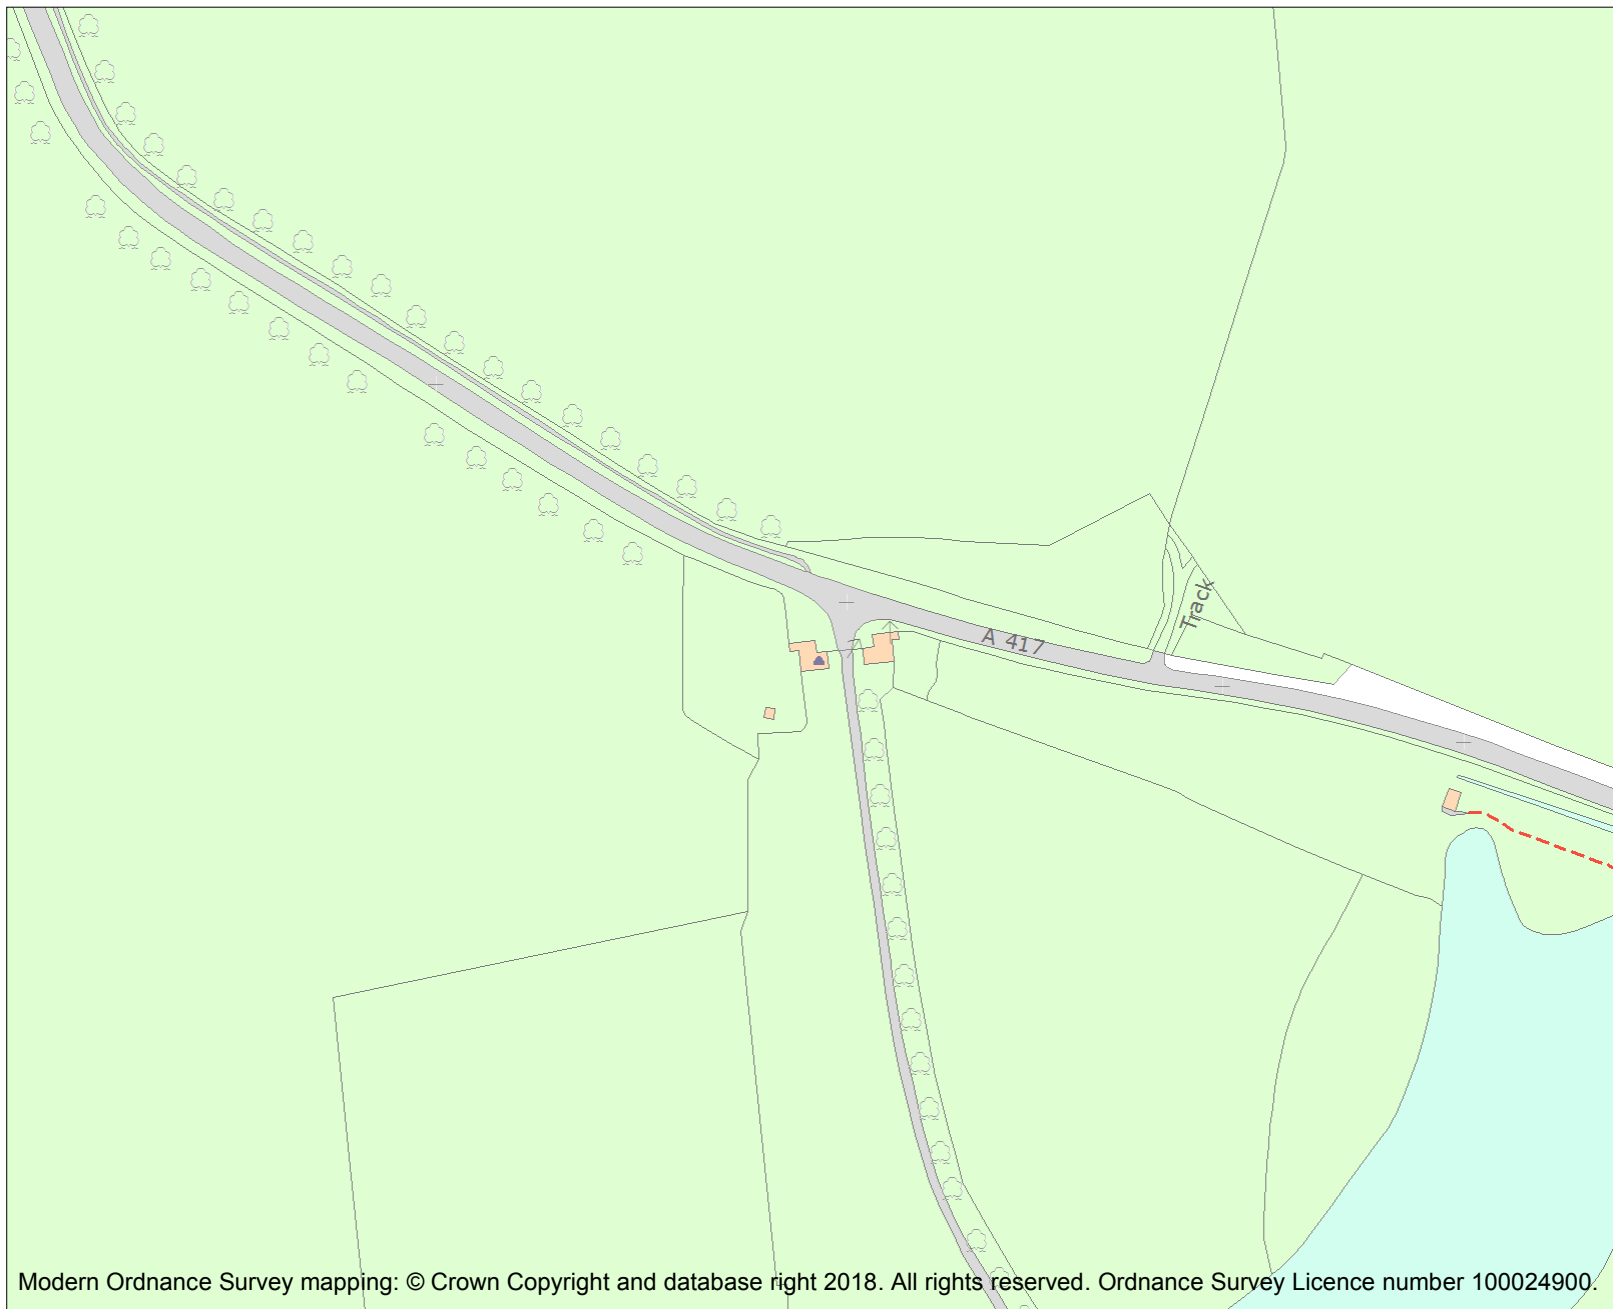 Track
A 417
Modern Ordnance Survey mapping: © Crown Copyright and database right 2018. All rights reserved. Ordnance Survey Licence number 100024900.